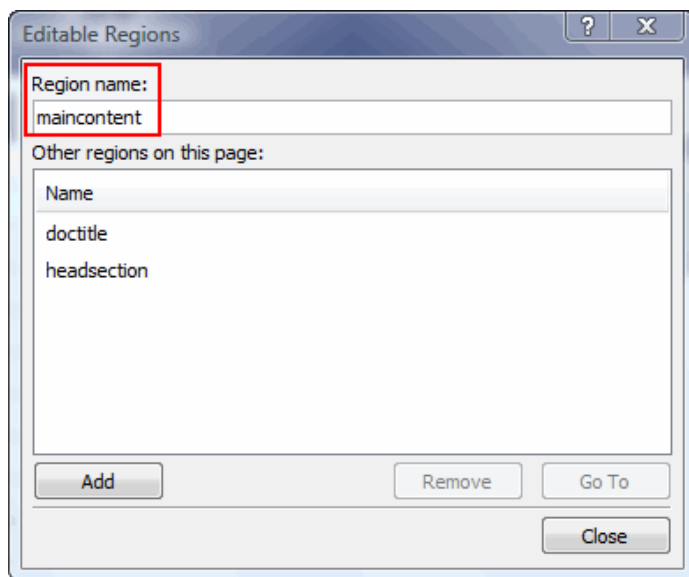 Editable Regions
?
X
Region name:
maincontent
Other regions on this page:
Name
doctitle
headsection
Add Remove Go To
Close